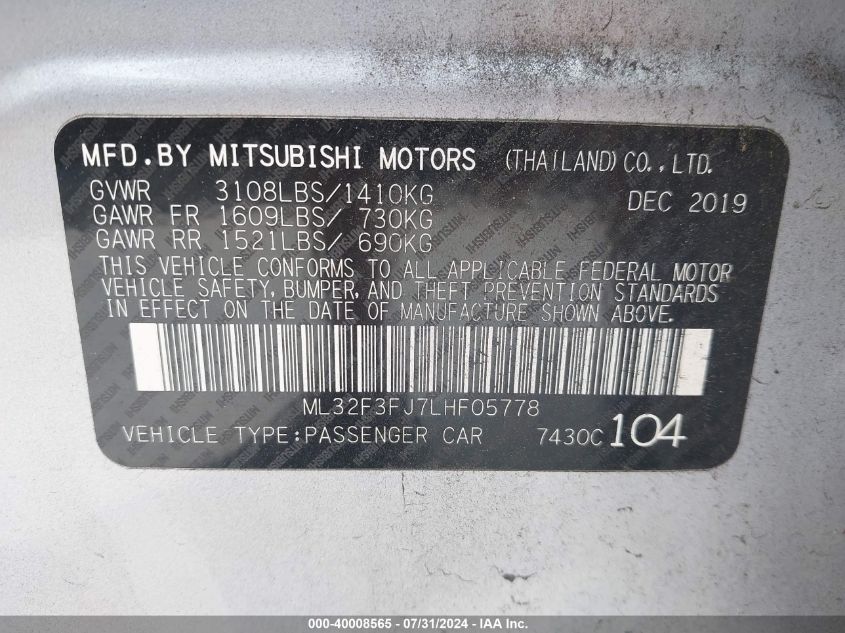 MFD.BY MITSUBISHI MOTORS (THAILAND) CO., LTD.
GVWR 3108LBS/1410KG DEC 2019
GAWR FR 1609LBS/ 730KG
GAWR RR 1521LBS/ 690KG
THIS VEHICLE CONFORMS TO ALL APPLICABLE FEDERAL MOTOR
VEHICLE SAFETY, BUMPER, AND THEFT PREVENTION STANDARDS
IN EFFECT ON THE DATE OF MANUFACTURE SHOWN ABOVE.
ML32F3FJ7LHF05778
VEHICLE TYPE:PASSENGER CAR 7430C 104
000-40008565 - 07/31/2024 - IAA Inc.